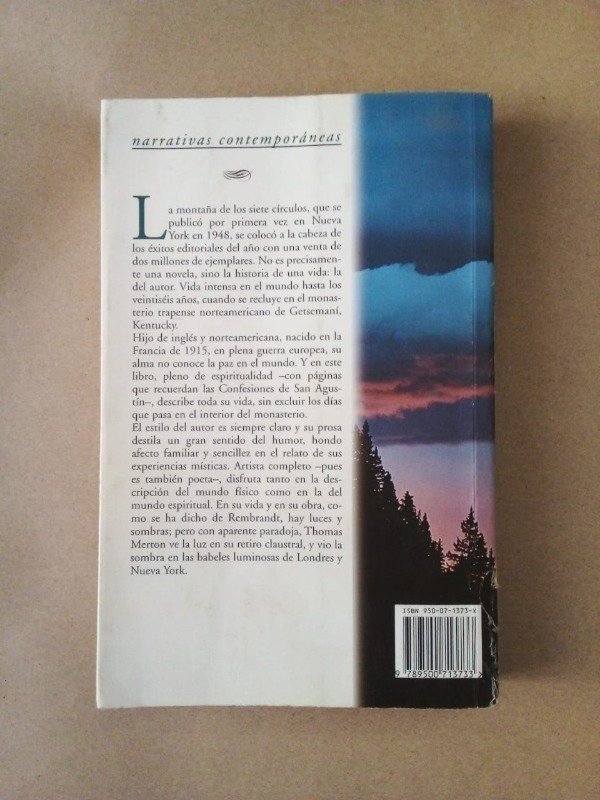 narrativas contemporáneas
La montaña de los siete círculos, que se
publicó por primera vez en Nueva
York en 1948, se colocó a la cabeza de
los éxitos editoriales del año con una venta de
dos millones de ejemplares. No es precisamen-
te una novela, sino la historia de una vida: la
del autor. Vida intensa en el mundo hasta los
veintiséis años, cuando se recluye en el monas-
terio trapense norteamericano de Getsemaní,
Kentucky.
Hijo de inglés y norteamericana, nacido en la
Francia de 1915, en plena guerra europea, su
alma no conoce la paz en el mundo. Y en este
libro, pleno de espiritualidad –con páginas
que recuerdan las Confesiones de San Agus-
tín–, describe toda su vida, sin excluir los días
que pasa en el interior del monasterio.
El estilo del autor es siempre claro y su prosa
destila un gran sentido del humor, hondo
afecto familiar y sencillez en el relato de sus
experiencias místicas. Artista completo –pues
es también poeta–, disfruta tanto en la des-
cripción del mundo físico como en la del
mundo espiritual. En su vida y en su obra, co-
mo se ha dicho de Rembrandt, hay luces y
sombras; pero con aparente paradoja, Thomas
Merton ve la luz en su retiro claustral, y vio la
sombra en las babeles luminosas de Londres y
Nueva York.
ISBN 950-07-1373-X
9 789500 713733